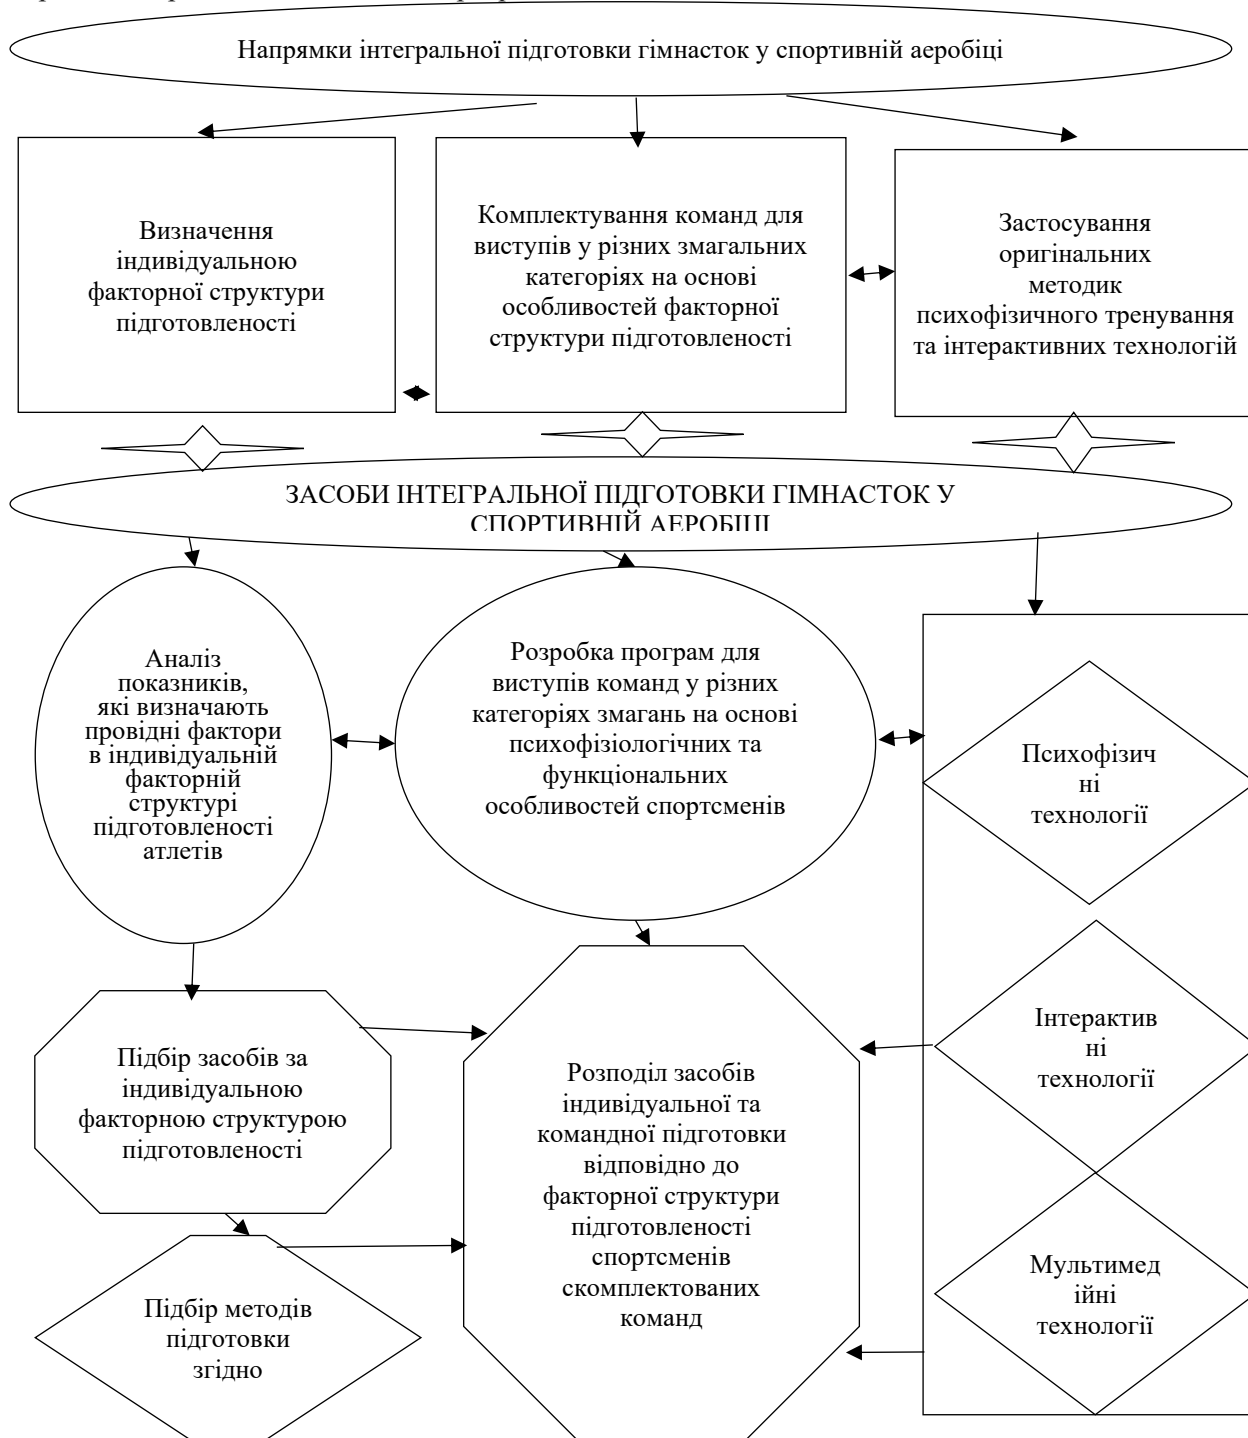 Напрямки інтегральної підготовки гімнасток у спортивній аеробіці
Визначення
індивідуальною
факторної структури
підготовленості
Комплектування команд для
виступів у різних змагальних
категоріях на основі
особливостей факторної
структури підготовленості
Застосування
оригінальних
методик
психофізичного тренування
та інтерактивних технологій
ЗАСОБИ ІНТЕГРАЛЬНОЇ ПІДГОТОВКИ ГІМНАСТОК У
СПОРТИВНІЙ АЕРОБІЦІ
Аналіз
показників,
які визначають
провідні фактори
в індивідуальній
факторній
структурі
підготовленості
атлетів
Розробка програм для
виступів команд у різних
категоріях змагань на основі
психофізіологічних та
функціональних
особливостей спортсменів
Психофізич
ні
технології
Підбір засобів за
індивідуальною
факторною структурою
підготовленості
Розподіл засобів
індивідуальної та
командної підготовки
відповідно до
факторної структури
підготовленості
спортсменів
скомплектованих
команд
Інтерактив
ні
технології
Підбір методів
підготовки
згідно
Мультимед
ійні
технології